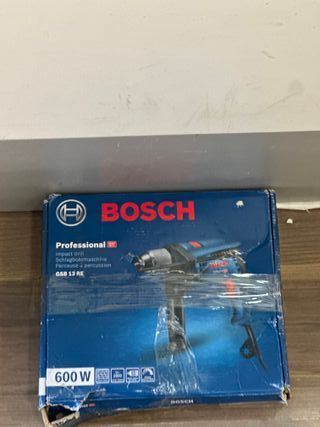 BOSCH
Professional
Impact Drill
Schlagbohrmaschine
Perceuse à percussion
GSB 13 RE
600 W
BOSCH